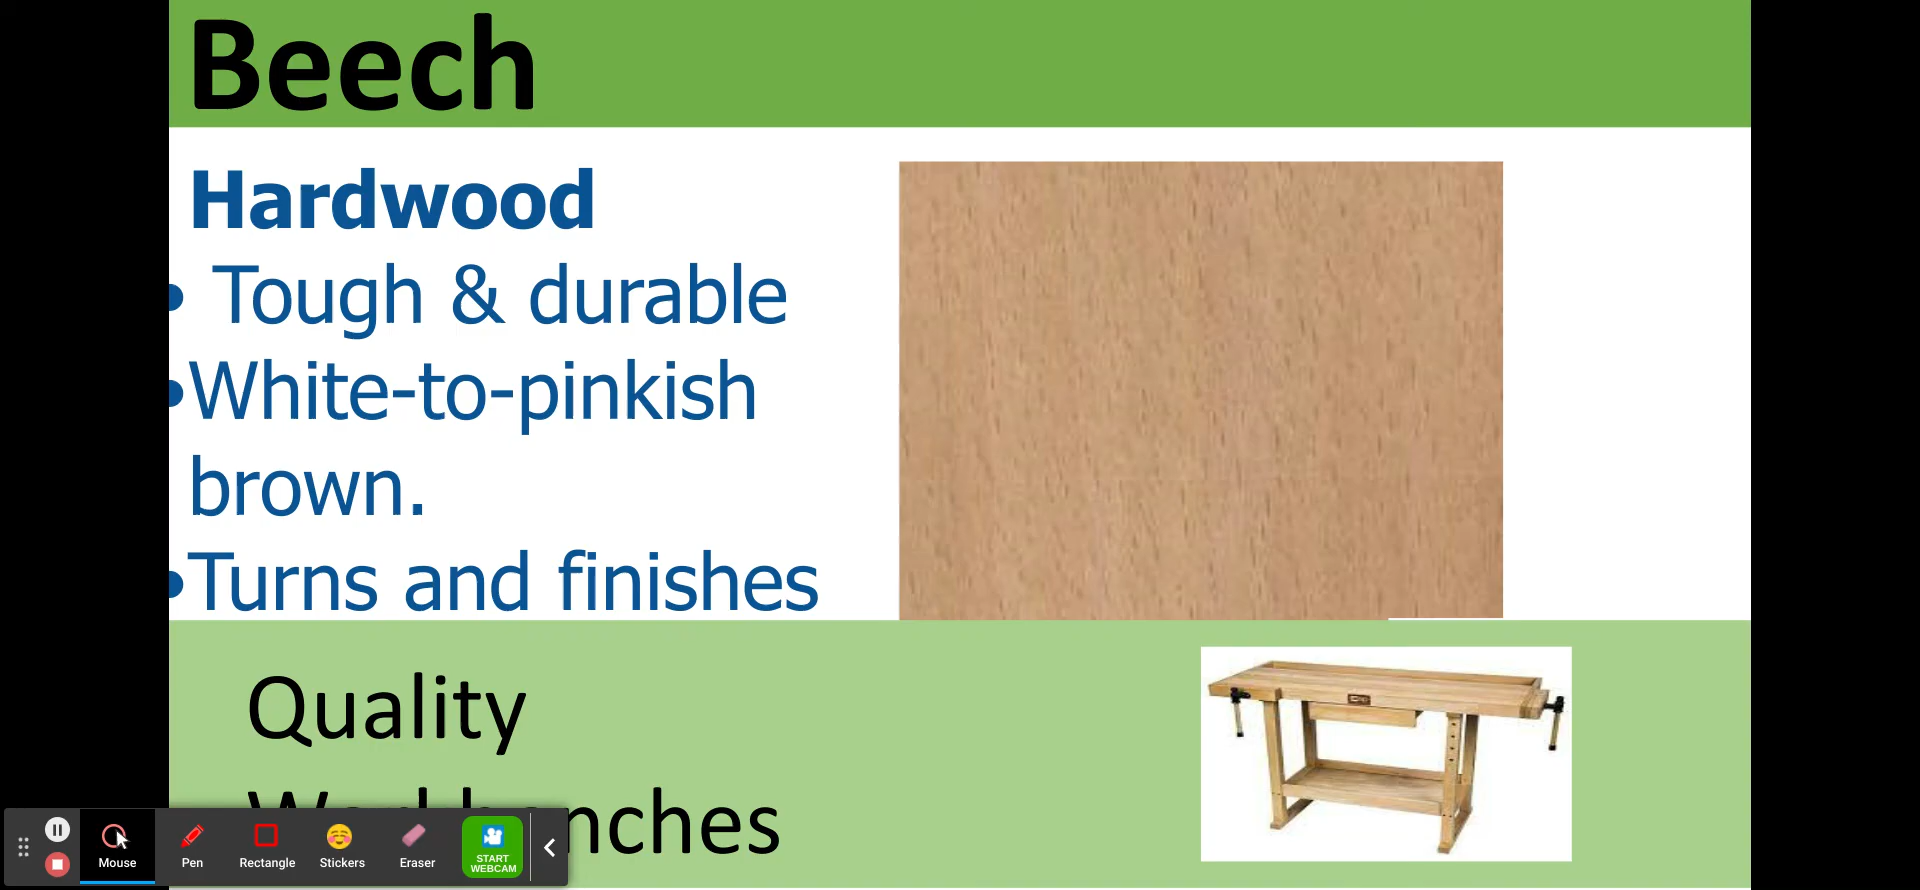 Beech
Hardwood
• Tough & durable
•White-to-pinkish
brown.
•Turns and finishes
Quality
Workbenches
Mouse
Pen
Rectangle
Stickers
Eraser
START
WEBCAM